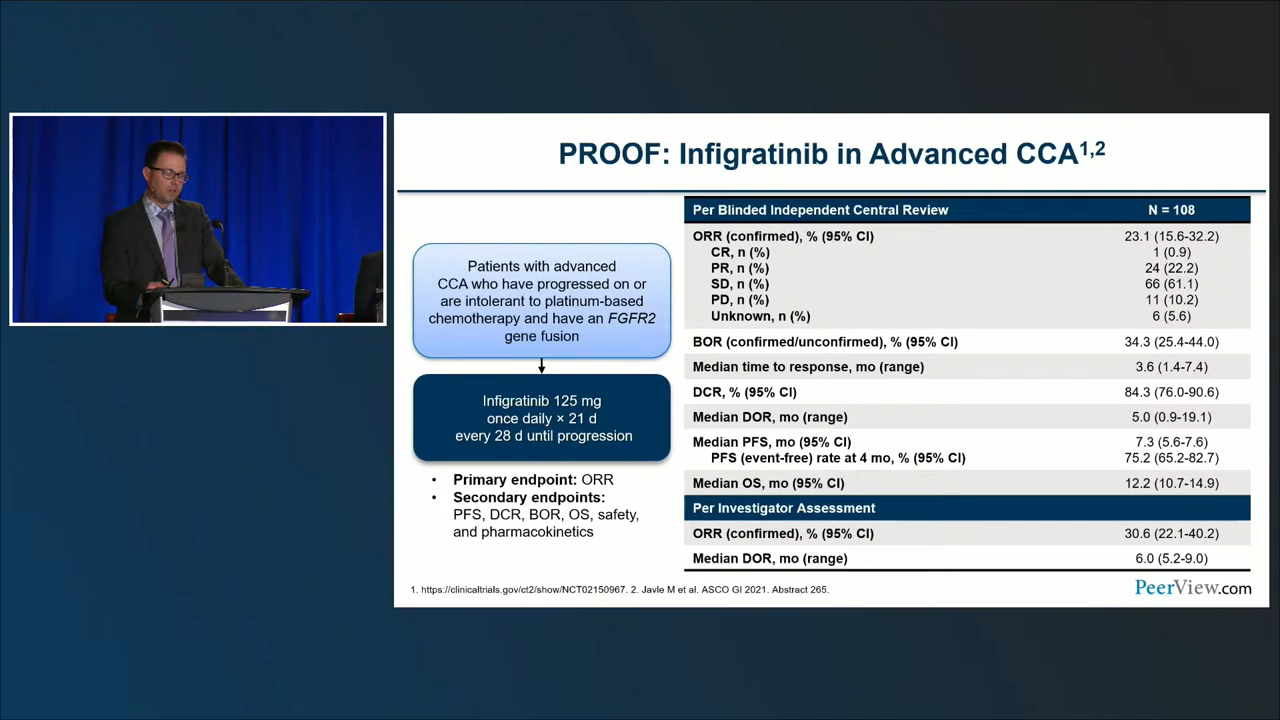 PROOF: Infigratinib in Advanced CCA1,2
Patients with advanced
CCA who have progressed on or
are intolerant to platinum-based
chemotherapy and have an FGFR2
gene fusion
Infigratinib 125 mg
once daily × 21 d
every 28 d until progression
• Primary endpoint: ORR
• Secondary endpoints:
PFS, DCR, BOR, OS, safety,
and pharmacokinetics
Per Blinded Independent Central Review N = 108
ORR (confirmed), % (95% CI) 23.1 (15.6-32.2)
CR, n (%) 1 (0.9)
PR, n (%) 24 (22.2)
SD, n (%) 66 (61.1)
PD, n (%) 11 (10.2)
Unknown, n (%) 6 (5.6)
BOR (confirmed/unconfirmed), % (95% CI) 34.3 (25.4-44.0)
Median time to response, mo (range) 3.6 (1.4-7.4)
DCR, % (95% CI) 84.3 (76.0-90.6)
Median DOR, mo (range) 5.0 (0.9-19.1)
Median PFS, mo (95% CI) 7.3 (5.6-7.6)
PFS (event-free) rate at 4 mo, % (95% CI) 75.2 (65.2-82.7)
Median OS, mo (95% CI) 12.2 (10.7-14.9)
Per Investigator Assessment
ORR (confirmed), % (95% CI) 30.6 (22.1-40.2)
Median DOR, mo (range) 6.0 (5.2-9.0)
1. https://clinicaltrials.gov/ct2/show/NCT02150967. 2. Javle M et al. ASCO GI 2021. Abstract 265.
PeerView.com